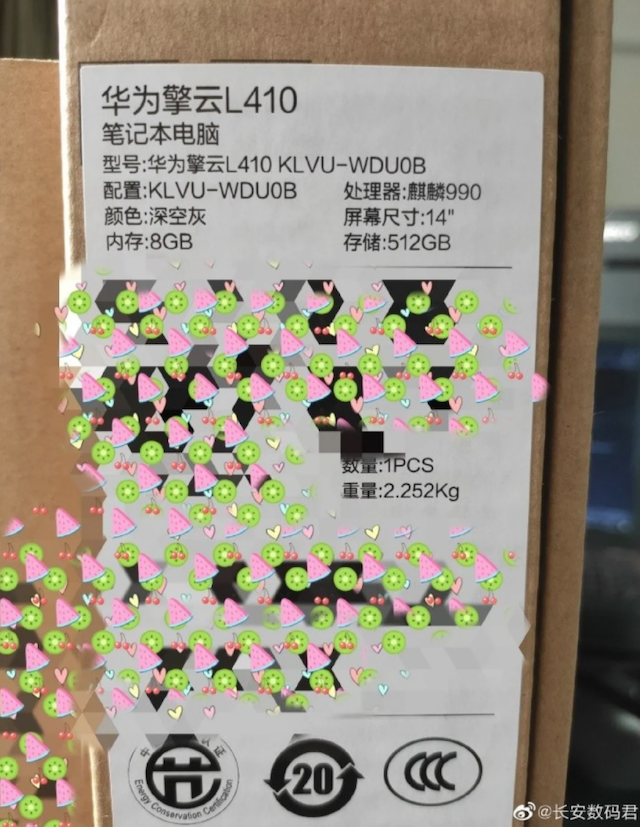 华为擎云L410
笔记本电脑
型号:华为擎云L410 KLVU-WDU0B
配置:KLVU-WDU0B 处理器:麒麟990
颜色:深空灰 屏幕尺寸:14"
内存:8GB 存储:512GB
数量:1PCS
重量:2.252Kg
Energy Conservation Certification
20
CCC
@长安数码君